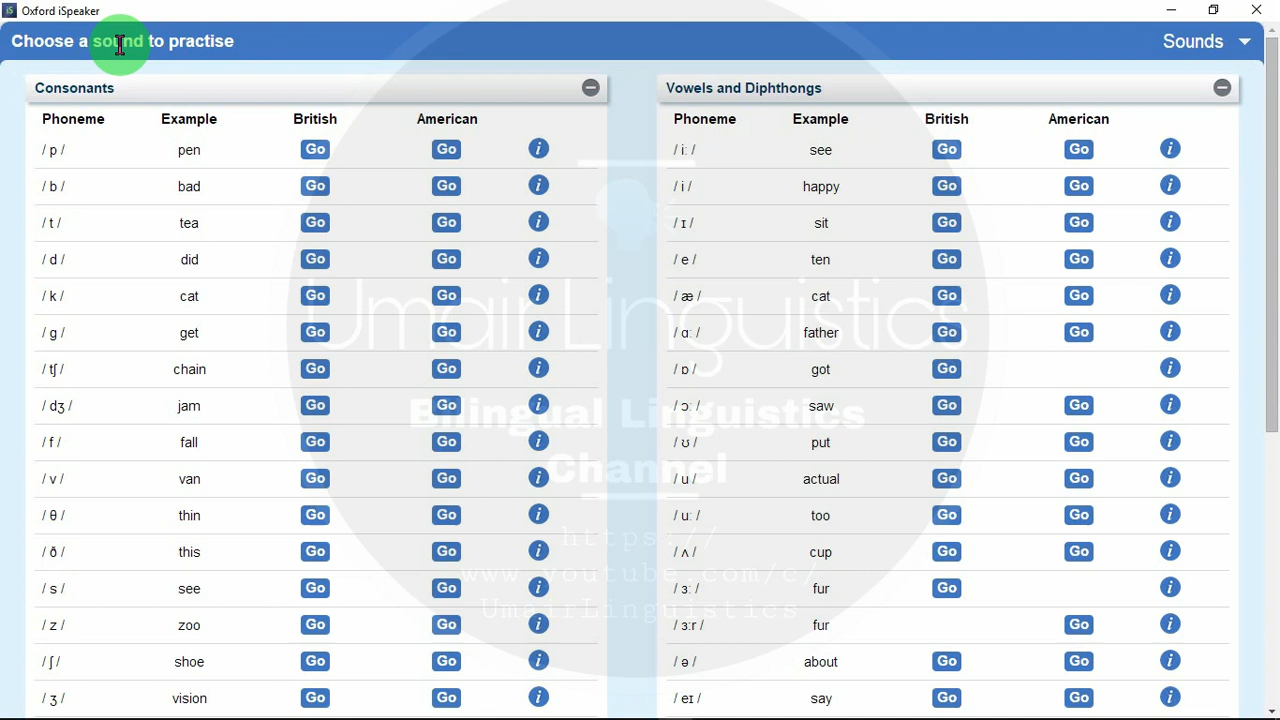 Oxford iSpeaker
Choose a sound to practise
Sounds
Consonants
Phoneme Example British American
/ p / pen Go Go i
/ b / bad Go Go i
/ t / tea Go Go i
/ d / did Go Go i
/ k / cat Go Go i
/ g / get Go Go i
/ tʃ / chain Go Go i
/ dʒ / jam Go Go i
/ f / fall Go Go i
/ v / van Go Go i
/ θ / thin Go Go i
/ ð / this Go Go i
/ s / see Go Go i
/ z / zoo Go Go i
/ ʃ / shoe Go Go i
/ ʒ / vision Go Go i
Vowels and Diphthongs
Phoneme Example British American
/ iː / see Go Go i
/ i / happy Go Go i
/ ɪ / sit Go Go i
/ e / ten Go Go i
/ æ / cat Go Go i
/ ɑː / father Go Go i
/ ɒ / got Go i
/ ɔː / saw Go Go i
/ ʊ / put Go Go i
/ u / actual Go Go i
/ uː / too Go Go i
/ ʌ / cup Go Go i
/ ɜː / fur Go i
/ ɜːr / fur Go i
/ ə / about Go Go i
/ eɪ / say Go Go i
UmairLinguistics
Bilingual Linguistics
Channel
https://
www.youtube.com/c/
UmairLinguistics